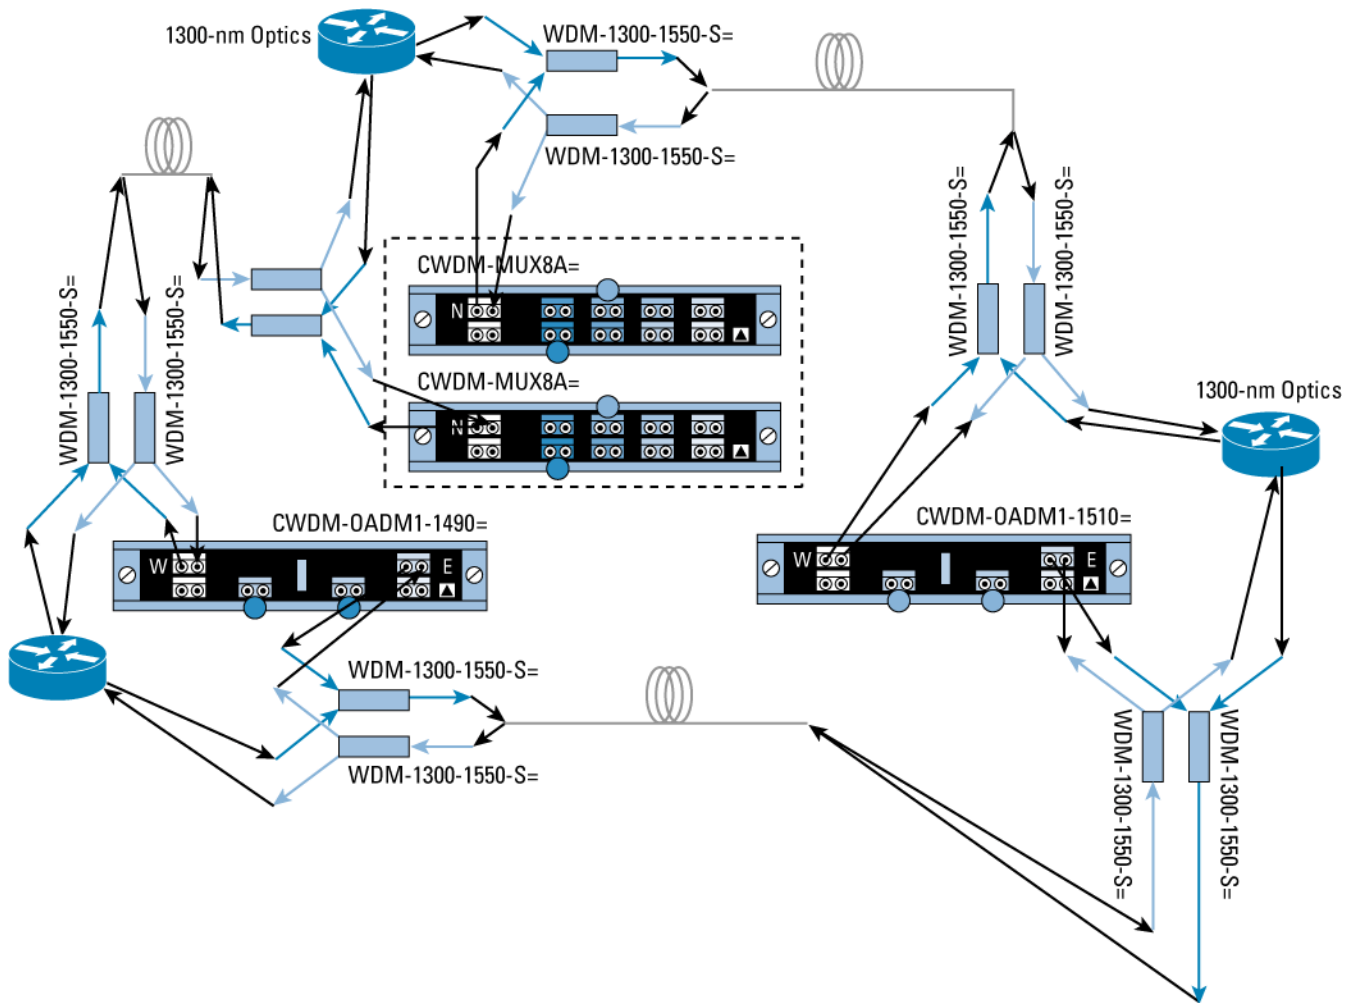 1300-nm Optics
WDM-1300-1550-S=
WDM-1300-1550-S=
WDM-1300-1550-S=
WDM-1300-1550-S=
CWDM-MUX8A=
N
CWDM-MUX8A=
N
WDM-1300-1550-S=
WDM-1300-1550-S=
1300-nm Optics
CWDM-OADM1-1490=
W
E
CWDM-OADM1-1510=
W
E
WDM-1300-1550-S=
WDM-1300-1550-S=
WDM-1300-1550-S=
WDM-1300-1550-S=